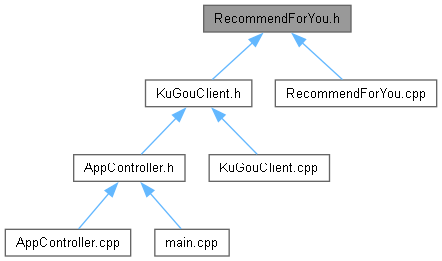 RecommendForYou.h
KuGouClient.h
RecommendForYou.cpp
AppController.h
KuGouClient.cpp
AppController.cpp
main.cpp